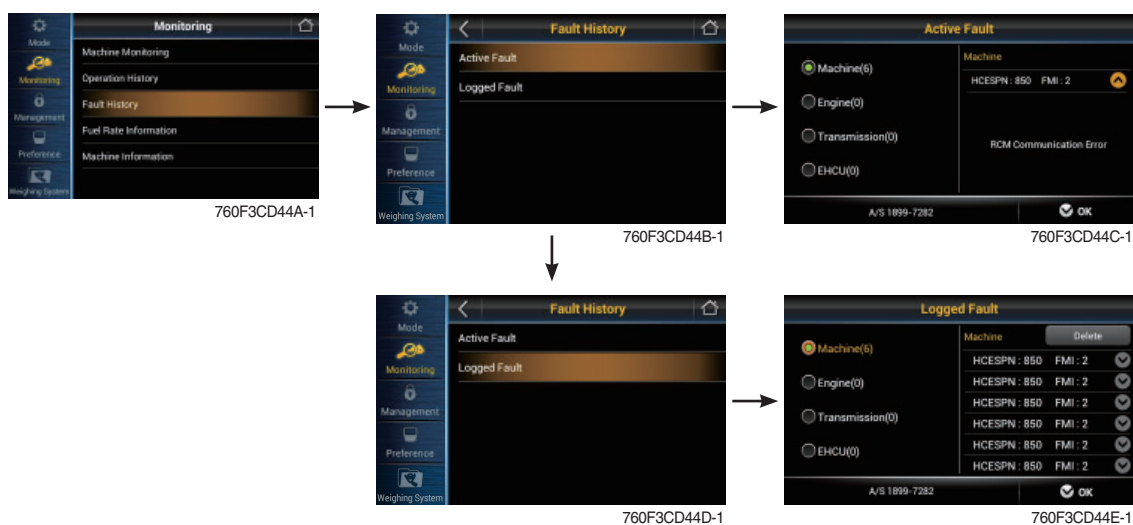 Monitoring
Mode
Monitoring
Management
Preference
Weighing System
Machine Monitoring
Operation History
Fault History
Fuel Rate Information
Machine Information
760F3CD44A-1
Fault History
Mode
Monitoring
Management
Preference
Weighing System
Active Fault
Logged Fault
760F3CD44B-1
Active Fault
Machine(6)
Engine(0)
Transmission(0)
EHCU(0)
Machine
HCESPN : 850 FMI : 2
RCM Communication Error
A/S 1899-7282
OK
760F3CD44C-1
Fault History
Mode
Monitoring
Management
Preference
Weighing System
Active Fault
Logged Fault
760F3CD44D-1
Logged Fault
Machine(6)
Engine(0)
Transmission(0)
EHCU(0)
Machine Delete
HCESPN : 850 FMI : 2
HCESPN : 850 FMI : 2
HCESPN : 850 FMI : 2
HCESPN : 850 FMI : 2
HCESPN : 850 FMI : 2
HCESPN : 850 FMI : 2
A/S 1899-7282
OK
760F3CD44E-1